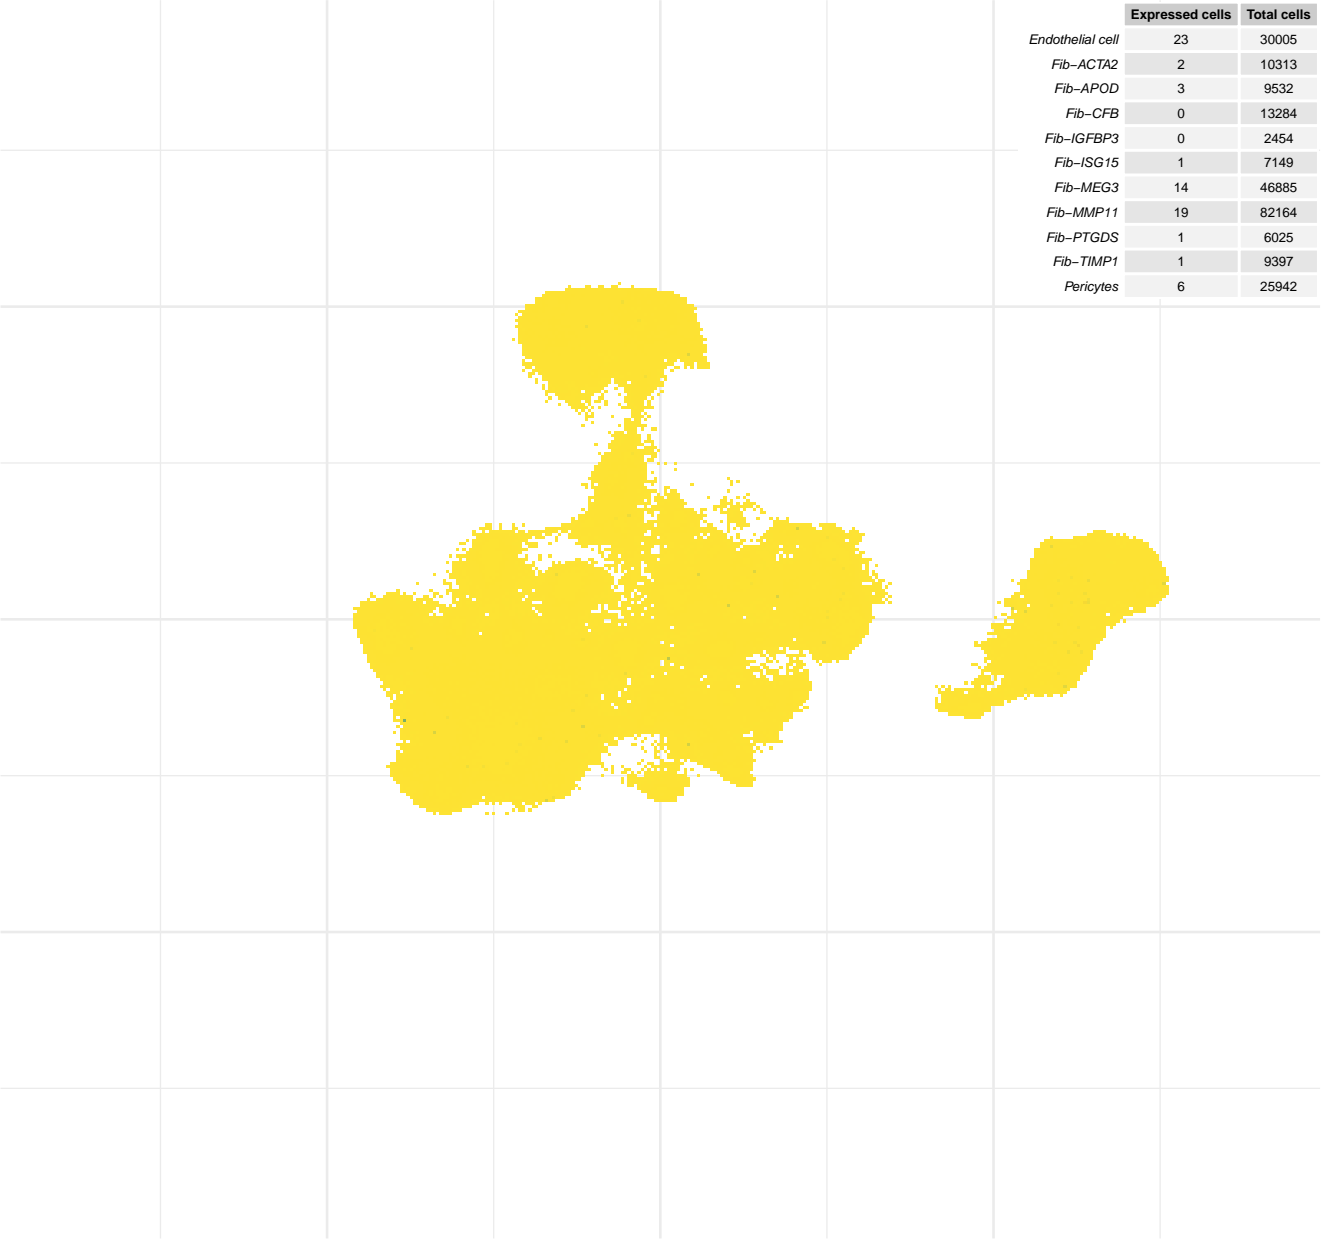 Expressed cells Total cells
Endothelial cell 23 30005
Fib−ACTA2 2 10313
Fib−APOD 3 9532
Fib−CFB 0 13284
Fib−IGFBP3 0 2454
Fib−ISG15 1 7149
Fib−MEG3 14 46885
Fib−MMP11 19 82164
Fib−PTGDS 1 6025
Fib−TIMP1 1 9397
Pericytes 6 25942